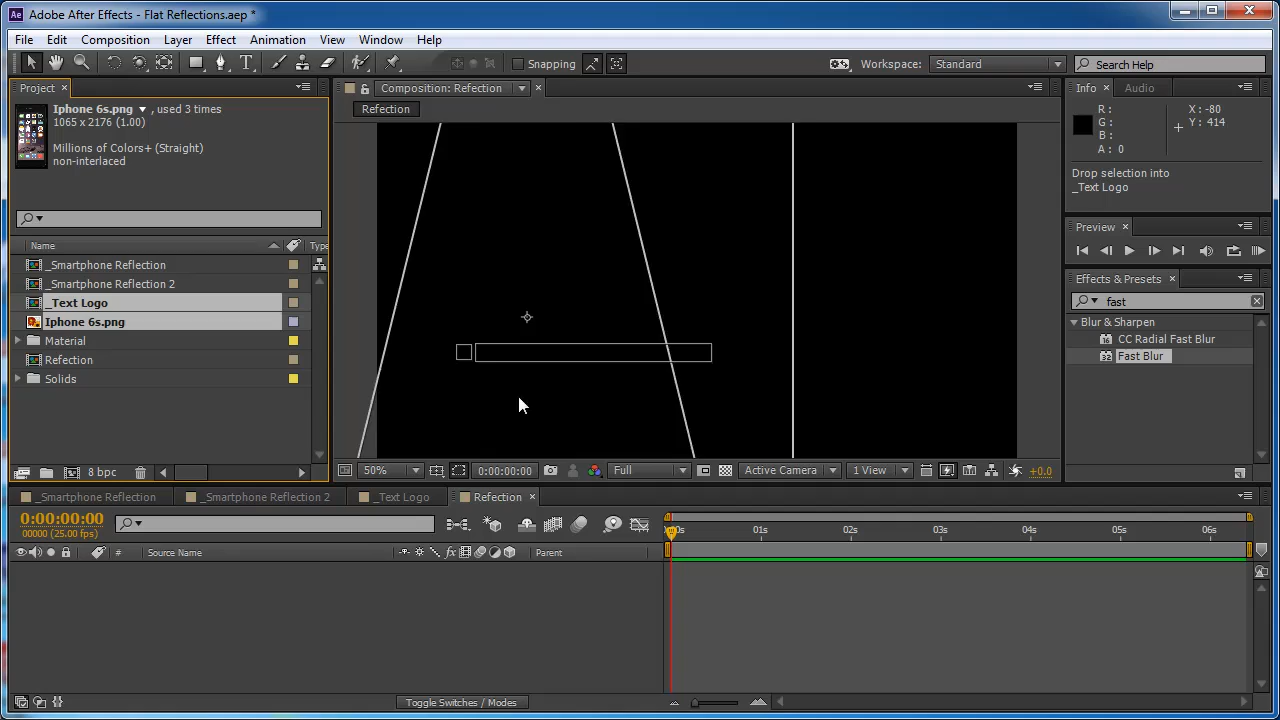 Adobe After Effects - Flat Reflections.aep *
File Edit Composition Layer Effect Animation View Window Help
Snapping
Workspace: Standard
Search Help
Project
Iphone 6s.png , used 3 times
1065 x 2176 (1.00)
Millions of Colors+ (Straight)
non-interlaced
Name Type
_Smartphone Reflection
_Smartphone Reflection 2
_Text Logo
Iphone 6s.png
Material
Refection
Solids
8 bpc
Composition: Refection
Refection
50% 0:00:00:00 Full Active Camera 1 View +0.0
Info Audio
R: X: -80
G: Y: 414
B:
A: 0
Drop selection into
_Text Logo
Preview
Effects & Presets
fast
Blur & Sharpen
CC Radial Fast Blur
Fast Blur
_Smartphone Reflection _Smartphone Reflection 2 _Text Logo Refection
0:00:00:00
00000 (25.00 fps)
# Source Name Parent
01s 02s 03s 04s 05s 06s
Toggle Switches / Modes